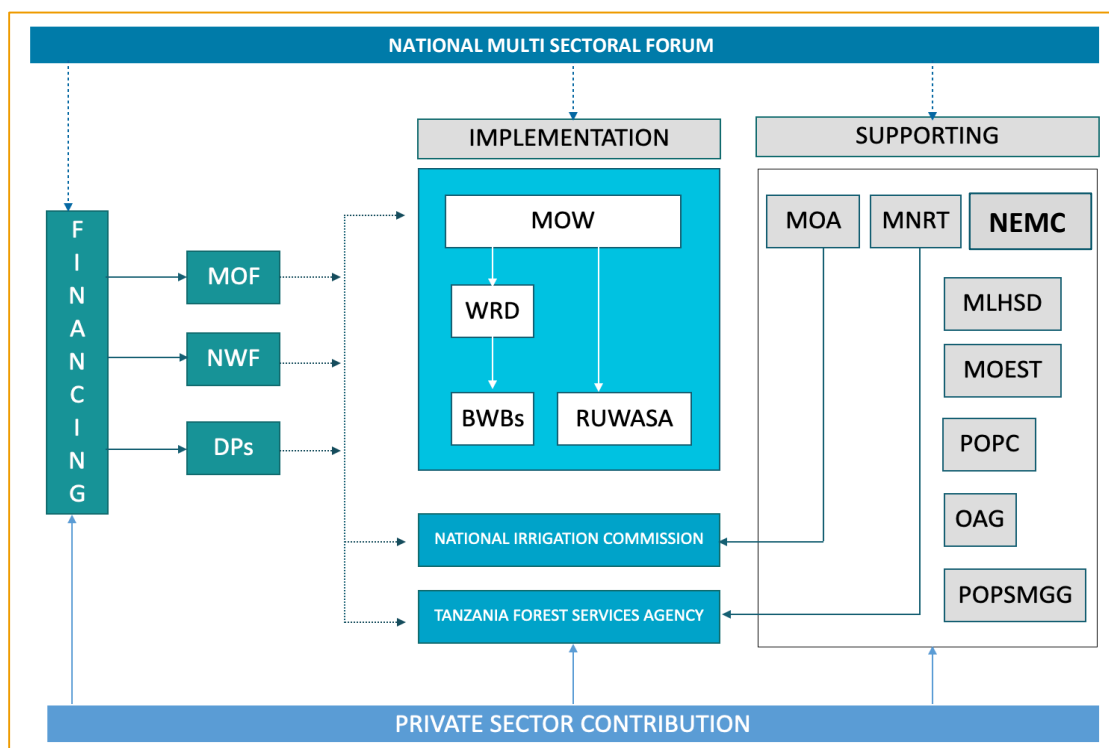 NATIONAL MULTI SECTORAL FORUM
IMPLEMENTATION
SUPPORTING
FINANCING
MOF
NWF
DPs
MOW
WRD
BWBs
RUWASA
NATIONAL IRRIGATION COMMISSION
TANZANIA FOREST SERVICES AGENCY
MOA
MNRT
NEMC
MLHSD
MOEST
POPC
OAG
POPSMGG
PRIVATE SECTOR CONTRIBUTION